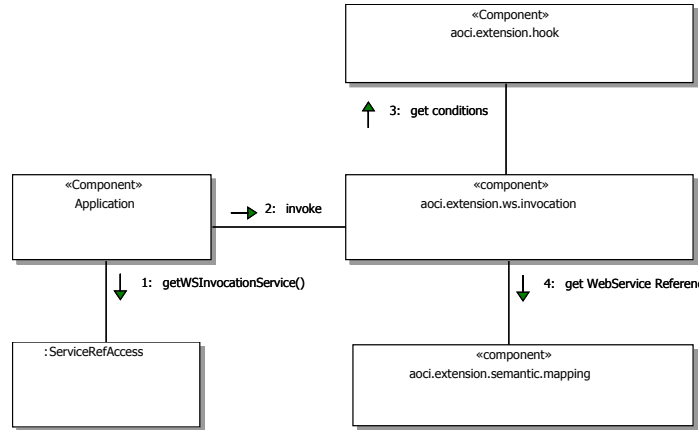 «Component»
aoci.extension.hook
3: get conditions
«Component»
Application
2: invoke
«component»
aoci.extension.ws.invocation
1: getWSInvocationService()
4: get WebService
:ServiceRefAccess
«component»
aoci.extension.semantic.mapping